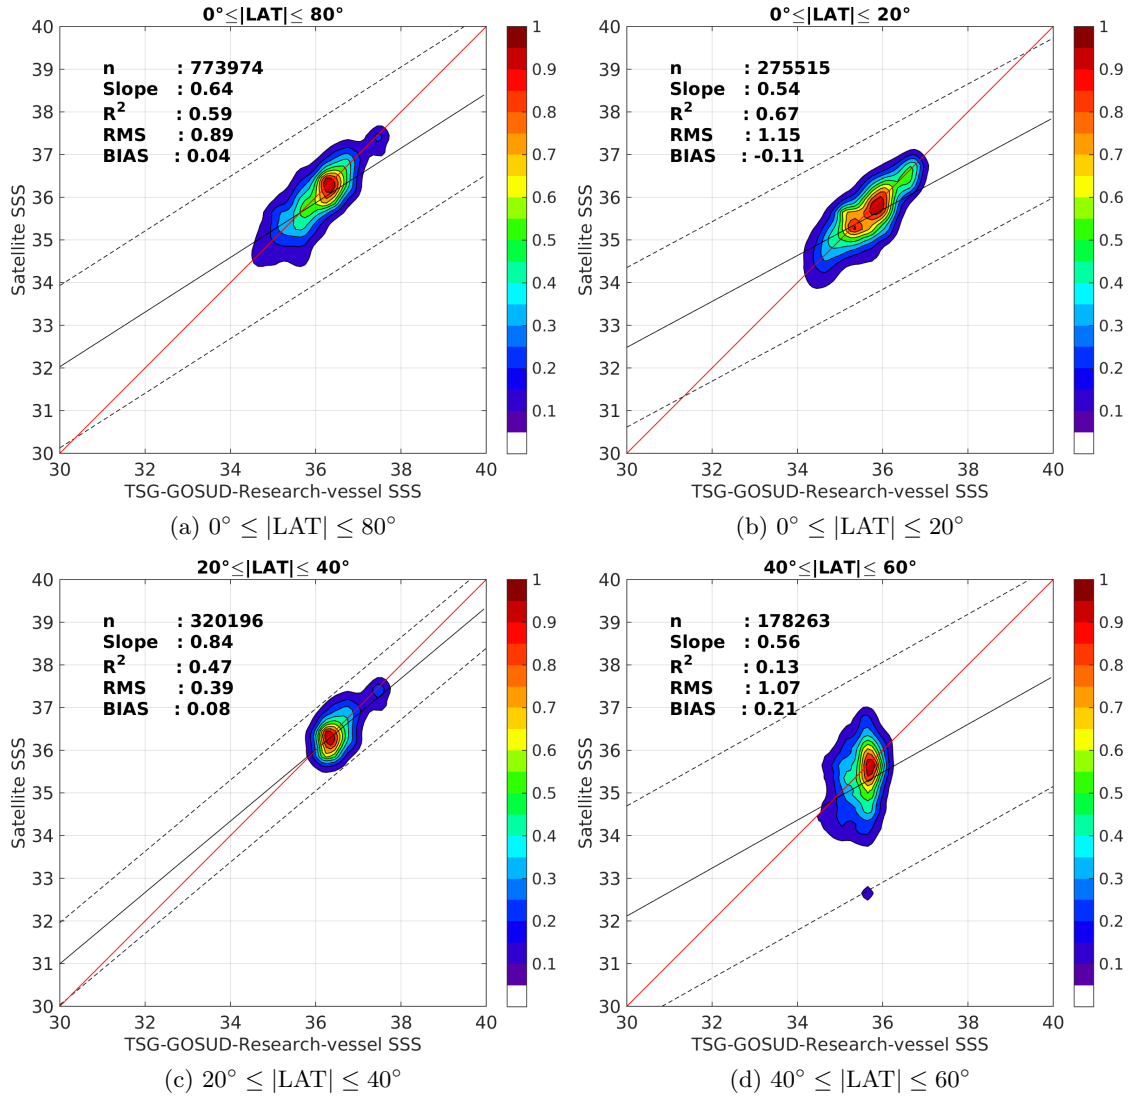 0°≤|LAT|≤ 80°
n : 773974
Slope : 0.64
R² : 0.59
RMS : 0.89
BIAS : 0.04
40
39
38
37
36
35
34
33
32
31
30
30 32 34 36 38 40
Satellite SSS
TSG-GOSUD-Research-vessel SSS
1
0.9
0.8
0.7
0.6
0.5
0.4
0.3
0.2
0.1
(a) 0° ≤ |LAT| ≤ 80°
0°≤|LAT|≤ 20°
n : 275515
Slope : 0.54
R² : 0.67
RMS : 1.15
BIAS : -0.11
40
39
38
37
36
35
34
33
32
31
30
30 32 34 36 38 40
Satellite SSS
TSG-GOSUD-Research-vessel SSS
1
0.9
0.8
0.7
0.6
0.5
0.4
0.3
0.2
0.1
(b) 0° ≤ |LAT| ≤ 20°
20°≤|LAT|≤ 40°
n : 320196
Slope : 0.84
R² : 0.47
RMS : 0.39
BIAS : 0.08
40
39
38
37
36
35
34
33
32
31
30
30 32 34 36 38 40
Satellite SSS
TSG-GOSUD-Research-vessel SSS
1
0.9
0.8
0.7
0.6
0.5
0.4
0.3
0.2
0.1
(c) 20° ≤ |LAT| ≤ 40°
40°≤|LAT|≤ 60°
n : 178263
Slope : 0.56
R² : 0.13
RMS : 1.07
BIAS : 0.21
40
39
38
37
36
35
34
33
32
31
30
30 32 34 36 38 40
Satellite SSS
TSG-GOSUD-Research-vessel SSS
1
0.9
0.8
0.7
0.6
0.5
0.4
0.3
0.2
0.1
(d) 40° ≤ |LAT| ≤ 60°